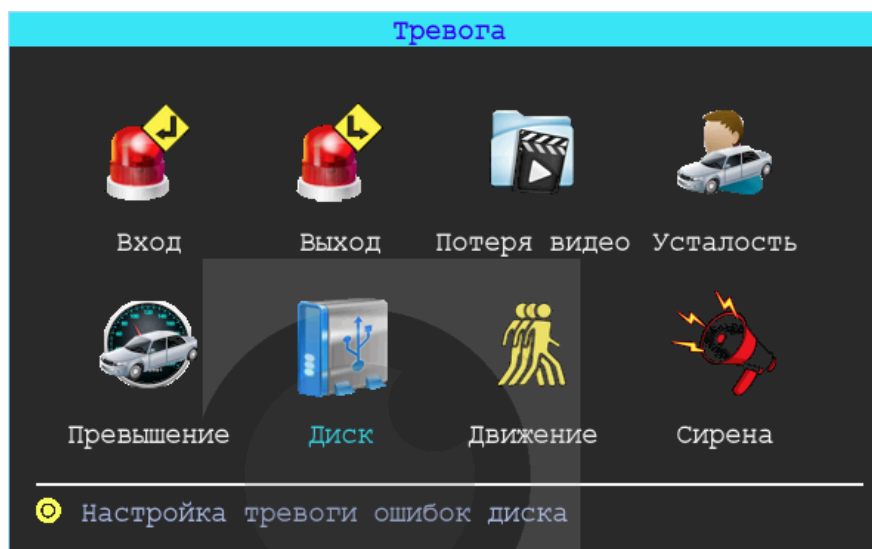 Тревога
Вход Выход Потеря видео Усталость
Превышение Диск Движение Сирена
Настройка тревоги ошибок диска